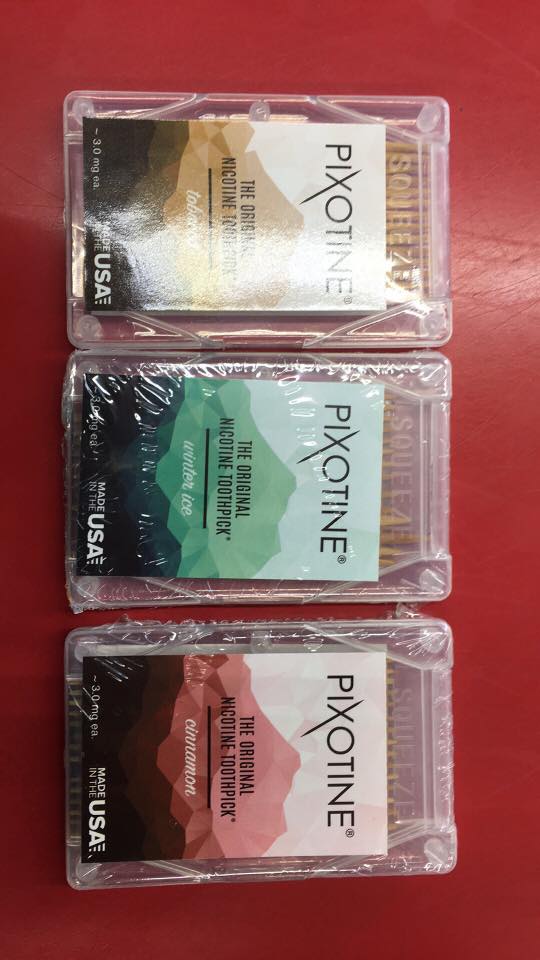 PIXOTINE®
THE ORIGINAL
NICOTINE TOOTHPICK®
tobacco
~ 3.0 mg ea.
MADE
IN THE USA
SQUEEZE
PIXOTINE®
THE ORIGINAL
NICOTINE TOOTHPICK®
winter ice
~ 3.0 mg ea.
MADE
IN THE USA
SQUEEZE
PIXOTINE®
THE ORIGINAL
NICOTINE TOOTHPICK®
cinnamon
~ 3.0 mg ea.
MADE
IN THE USA
SQUEEZE